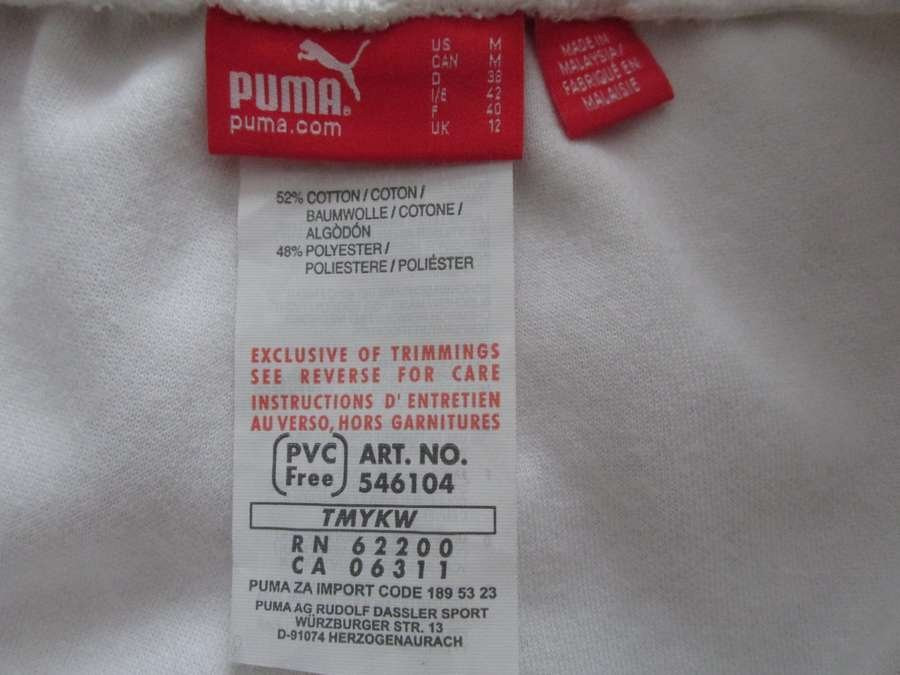 PUMA®
puma.com
US M
CAN M
D 38
I/E 42
F 40
UK 12
MADE IN
MALAYSIA/
FABRIQUÉ EN
MALAISIE
52% COTTON / COTON /
BAUMWOLLE / COTONE /
ALGÒDÓN
48% POLYESTER /
POLIESTERE / POLIÉSTER
EXCLUSIVE OF TRIMMINGS
SEE REVERSE FOR CARE
INSTRUCTIONS D' ENTRETIEN
AU VERSO, HORS GARNITURES
PVC
Free
ART. NO.
546104
TMYKW
RN 62200
CA 06311
PUMA ZA IMPORT CODE 189 53 23
PUMA AG RUDOLF DASSLER SPORT
WÜRZBURGER STR. 13
D-91074 HERZOGENAURACH